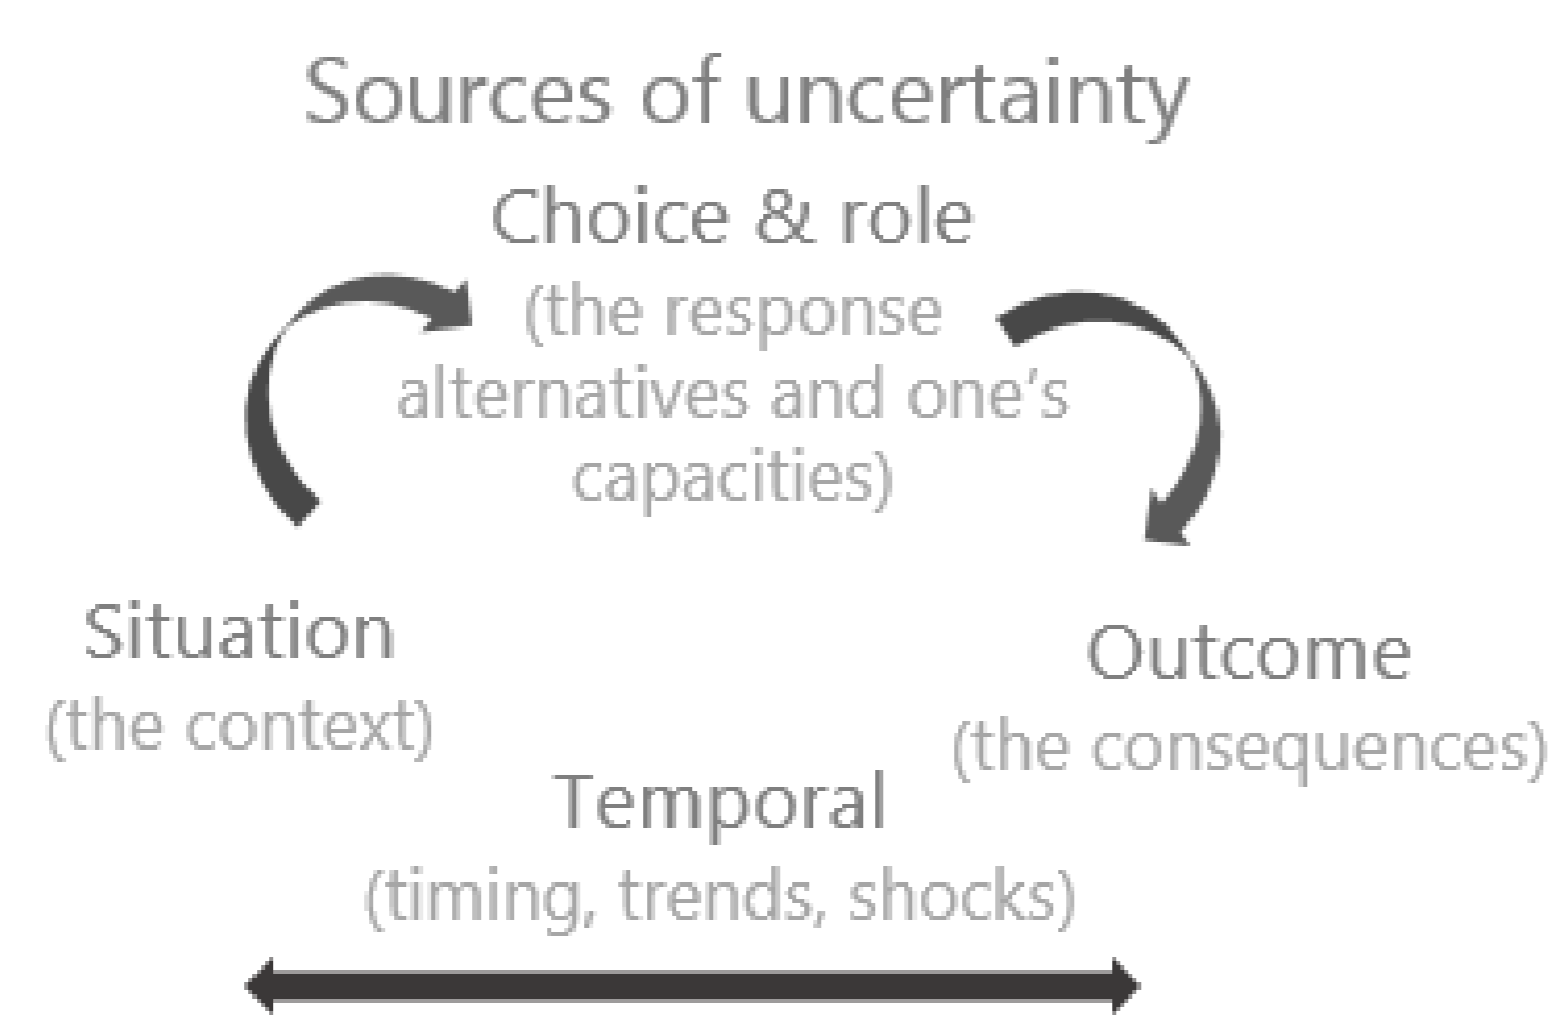 Sources of uncertainty
Choice & role
(the response
alternatives and one's
capacities)
Situation
(the context)
Outcome
(the consequences)
Temporal
(timing, trends, shocks)